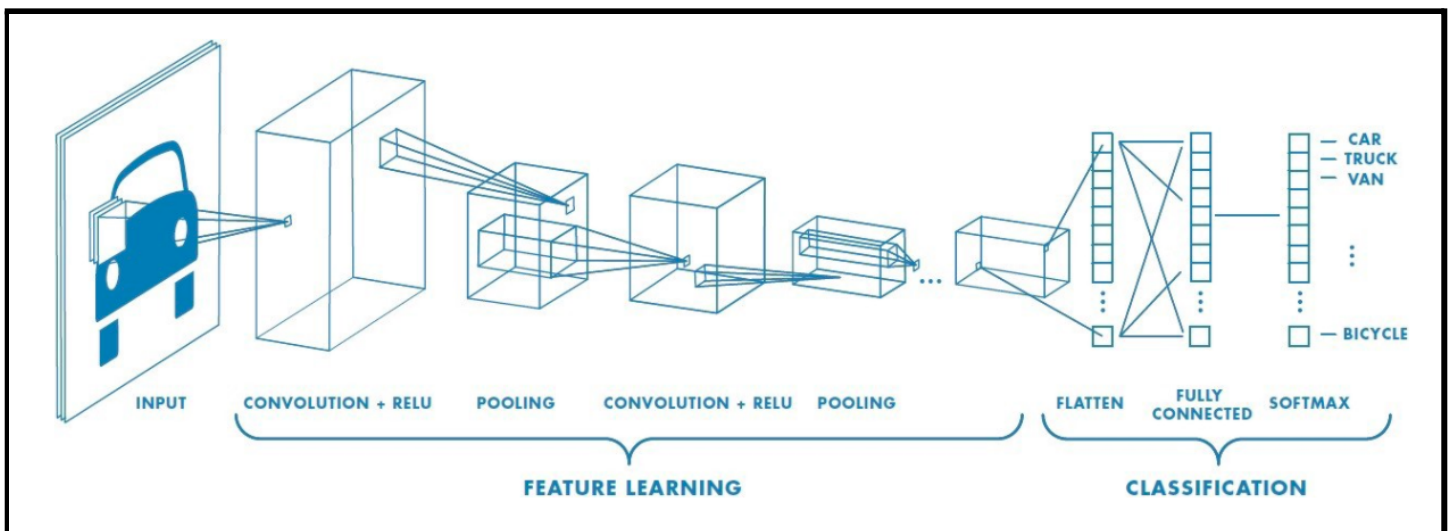 CAR
TRUCK
VAN
BICYCLE
INPUT
CONVOLUTION + RELU
POOLING
CONVOLUTION + RELU
POOLING
FLATTEN
FULLY
CONNECTED
SOFTMAX
FEATURE LEARNING
CLASSIFICATION